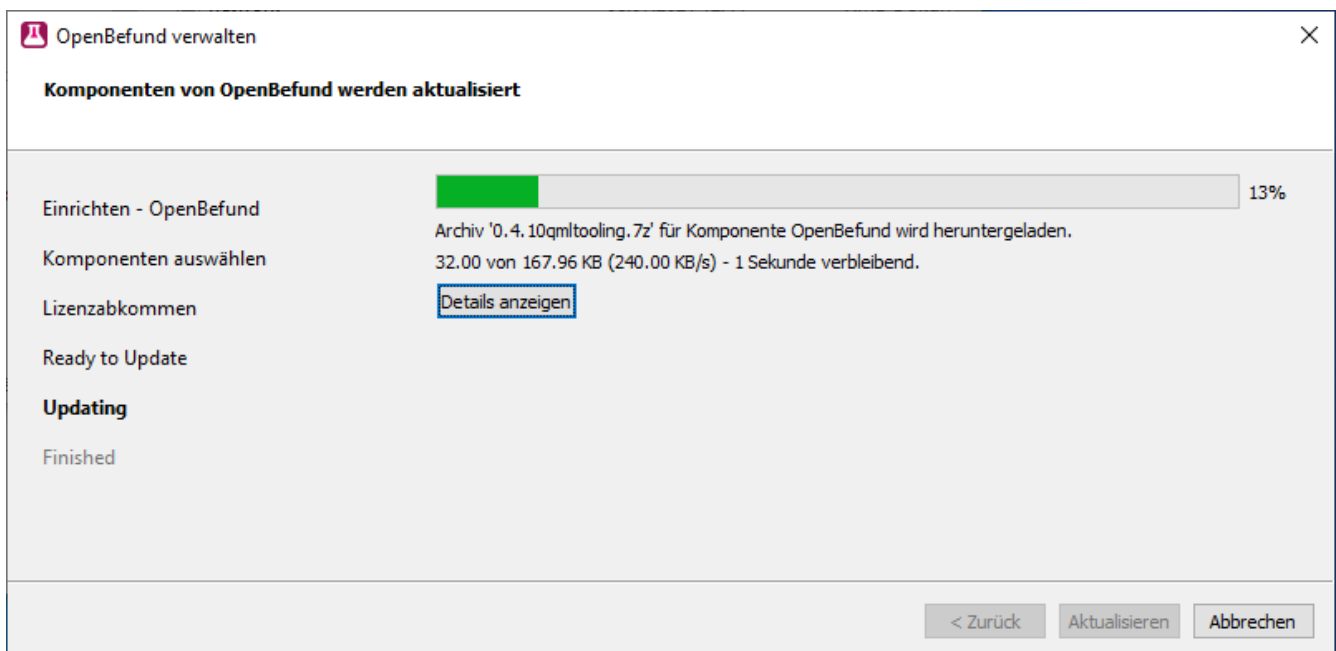 OpenBefund verwalten
Komponenten von OpenBefund werden aktualisiert
Einrichten - OpenBefund
Komponenten auswählen
Lizenzabkommen
Ready to Update
Updating
Finished
13%
Archiv '0.4.10qmltooling.7z' für Komponente OpenBefund wird heruntergeladen.
32.00 von 167.96 KB (240.00 KB/s) - 1 Sekunde verbleibend.
Details anzeigen
< Zurück
Aktualisieren
Abbrechen